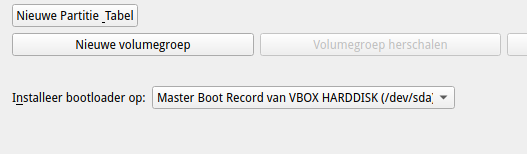 Nieuwe Partitie _Tabel
Nieuwe volumegroep Volumegroep herschalen
Installeer bootloader op: Master Boot Record van VBOX HARDDISK (/dev/sda)